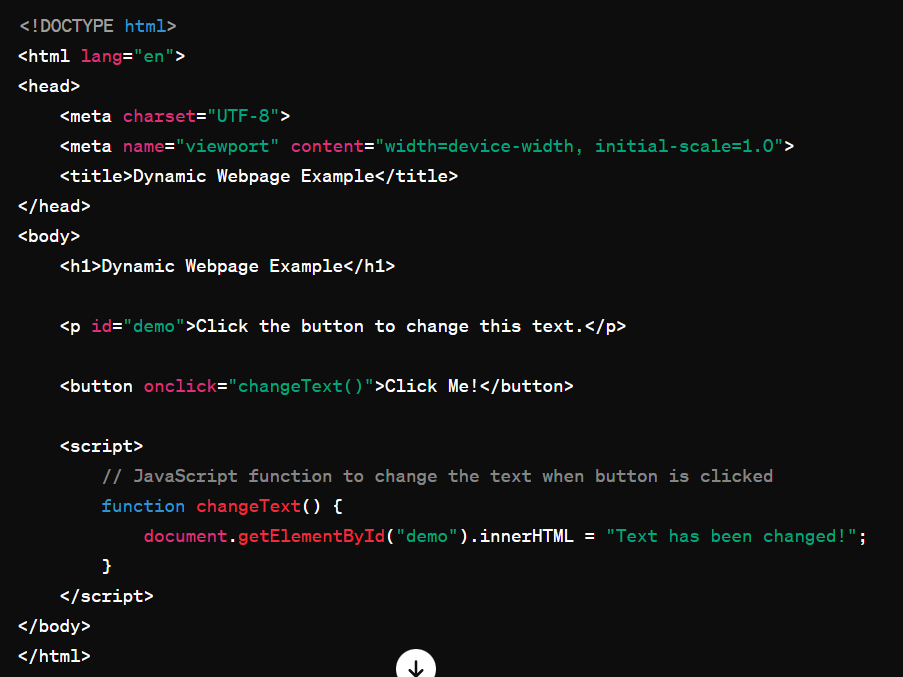 <!DOCTYPE html>
<html lang="en">
<head>
    <meta charset="UTF-8">
    <meta name="viewport" content="width=device-width, initial-scale=1.0">
    <title>Dynamic Webpage Example</title>
</head>
<body>
    <h1>Dynamic Webpage Example</h1>
    <p id="demo">Click the button to change this text.</p>
    <button onclick="changeText()">Click Me!</button>
    <script>
        // JavaScript function to change the text when button is clicked
        function changeText() {
            document.getElementById("demo").innerHTML = "Text has been changed!";
        }
    </script>
</body>
</html>